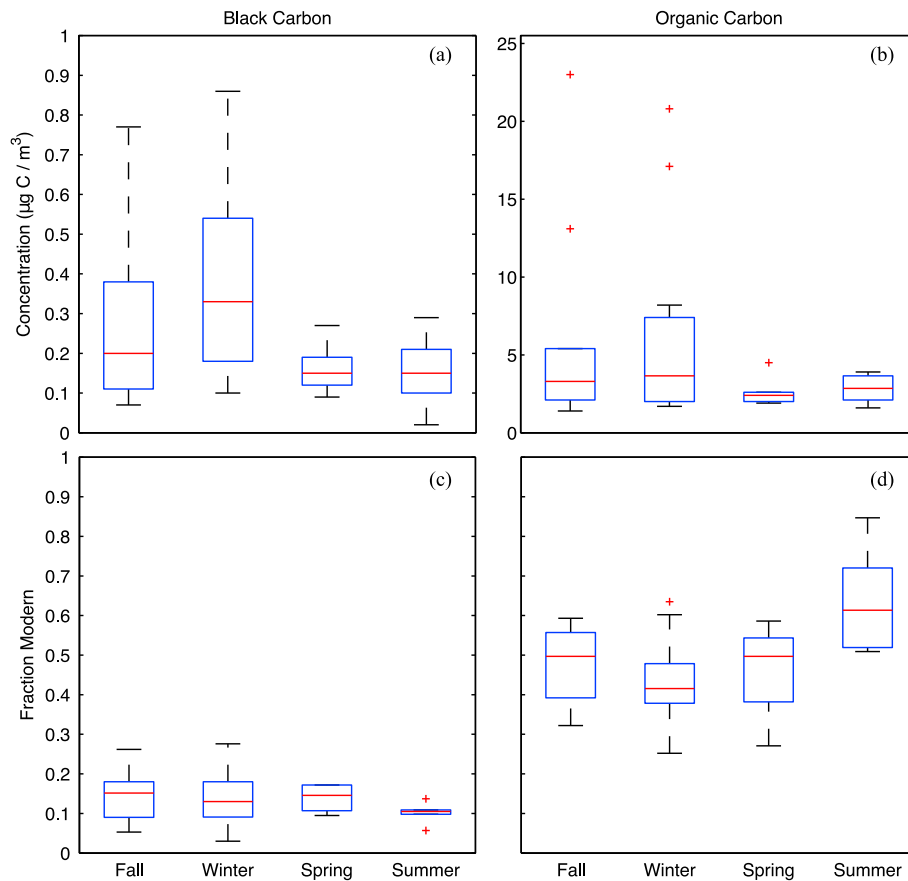 Black Carbon
Organic Carbon
(a)
(b)
Concentration (µg C / m³)
1
0.9
0.8
0.7
0.6
0.5
0.4
0.3
0.2
0.1
0
25
20
15
10
5
0
(c)
(d)
Fraction Modern
1
0.9
0.8
0.7
0.6
0.5
0.4
0.3
0.2
0.1
0
Fall Winter Spring Summer
Fall Winter Spring Summer